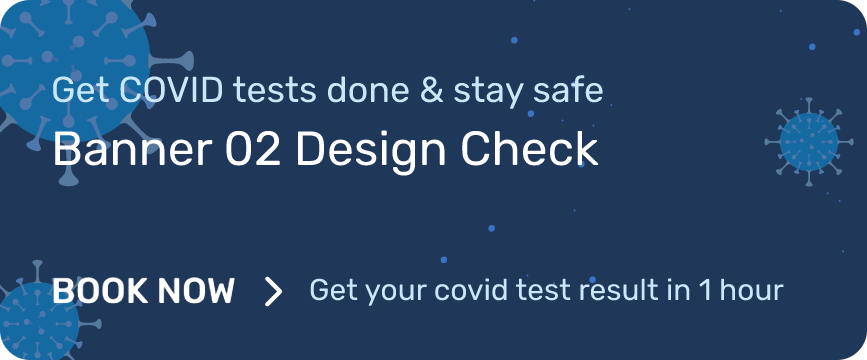 Get COVID tests done & stay safe
Banner 02 Design Check
BOOK NOW > Get your covid test result in 1 hour